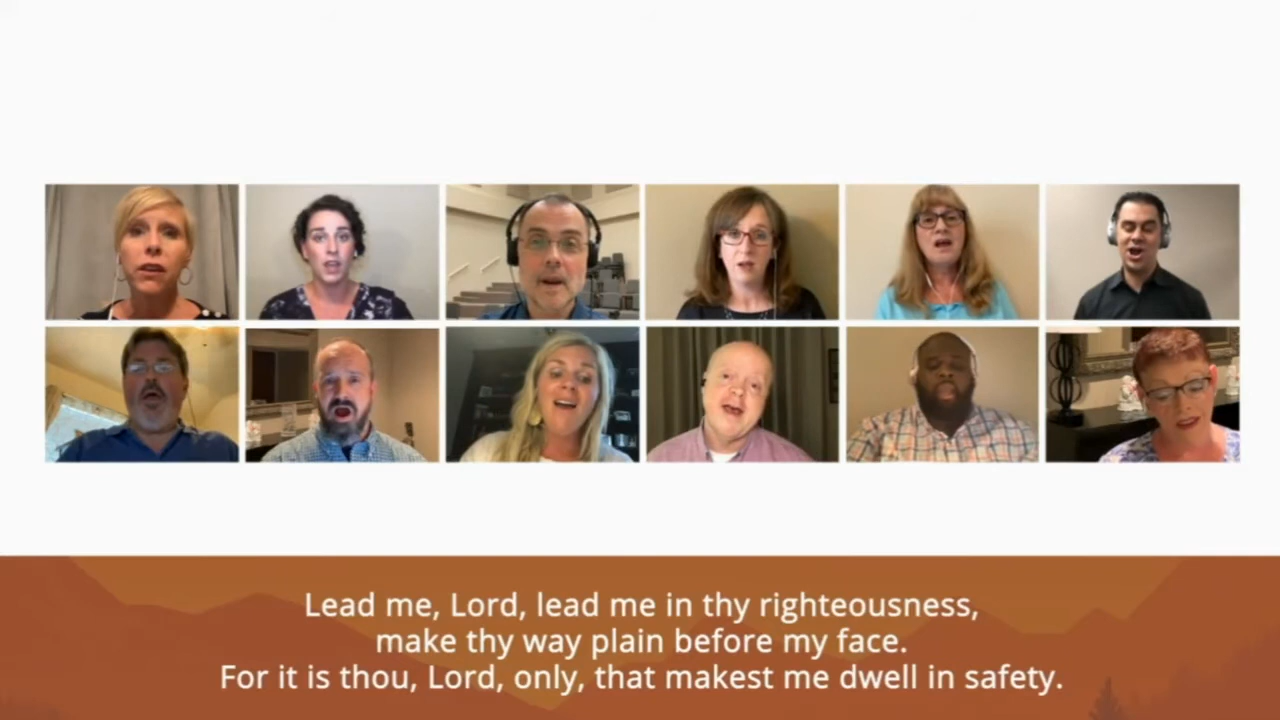 Lead me, Lord, lead me in thy righteousness,
make thy way plain before my face.
For it is thou, Lord, only, that makest me dwell in safety.